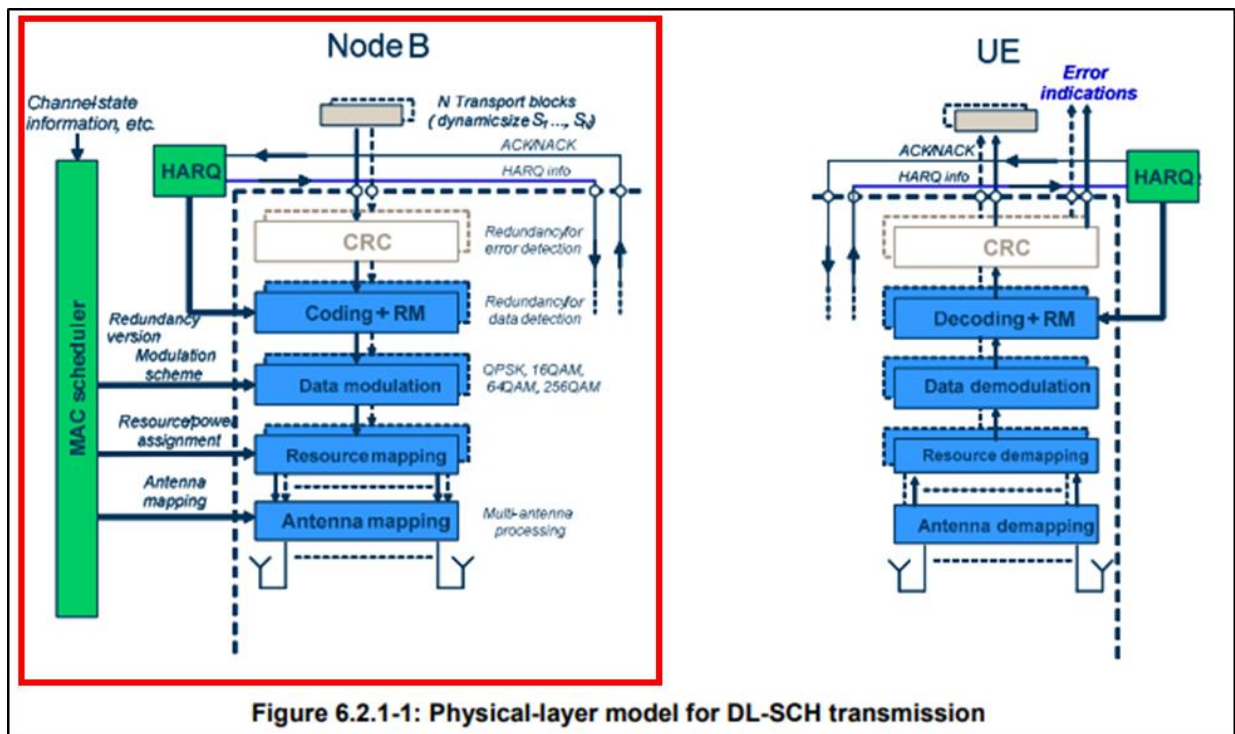 Node B
Channel state
information, etc.
N Transport blocks
(dynamic size S1 ..., SN)
ACK/NACK
HARQ info
HARQ
CRC
Redundancy for
error detection
Coding + RM
Redundancy for
data detection
Redundancy
version
Modulation
scheme
Data modulation
QPSK, 16QAM,
64QAM, 256QAM
MAC scheduler
Resource/power
assignment
Resource mapping
Antenna
mapping
Antenna mapping
Multi-antenna
processing
UE
Error
indications
ACK/NACK
HARQ info
HARQ
CRC
Decoding + RM
Data demodulation
Resource demapping
Antenna demapping
Figure 6.2.1-1: Physical-layer model for DL-SCH transmission